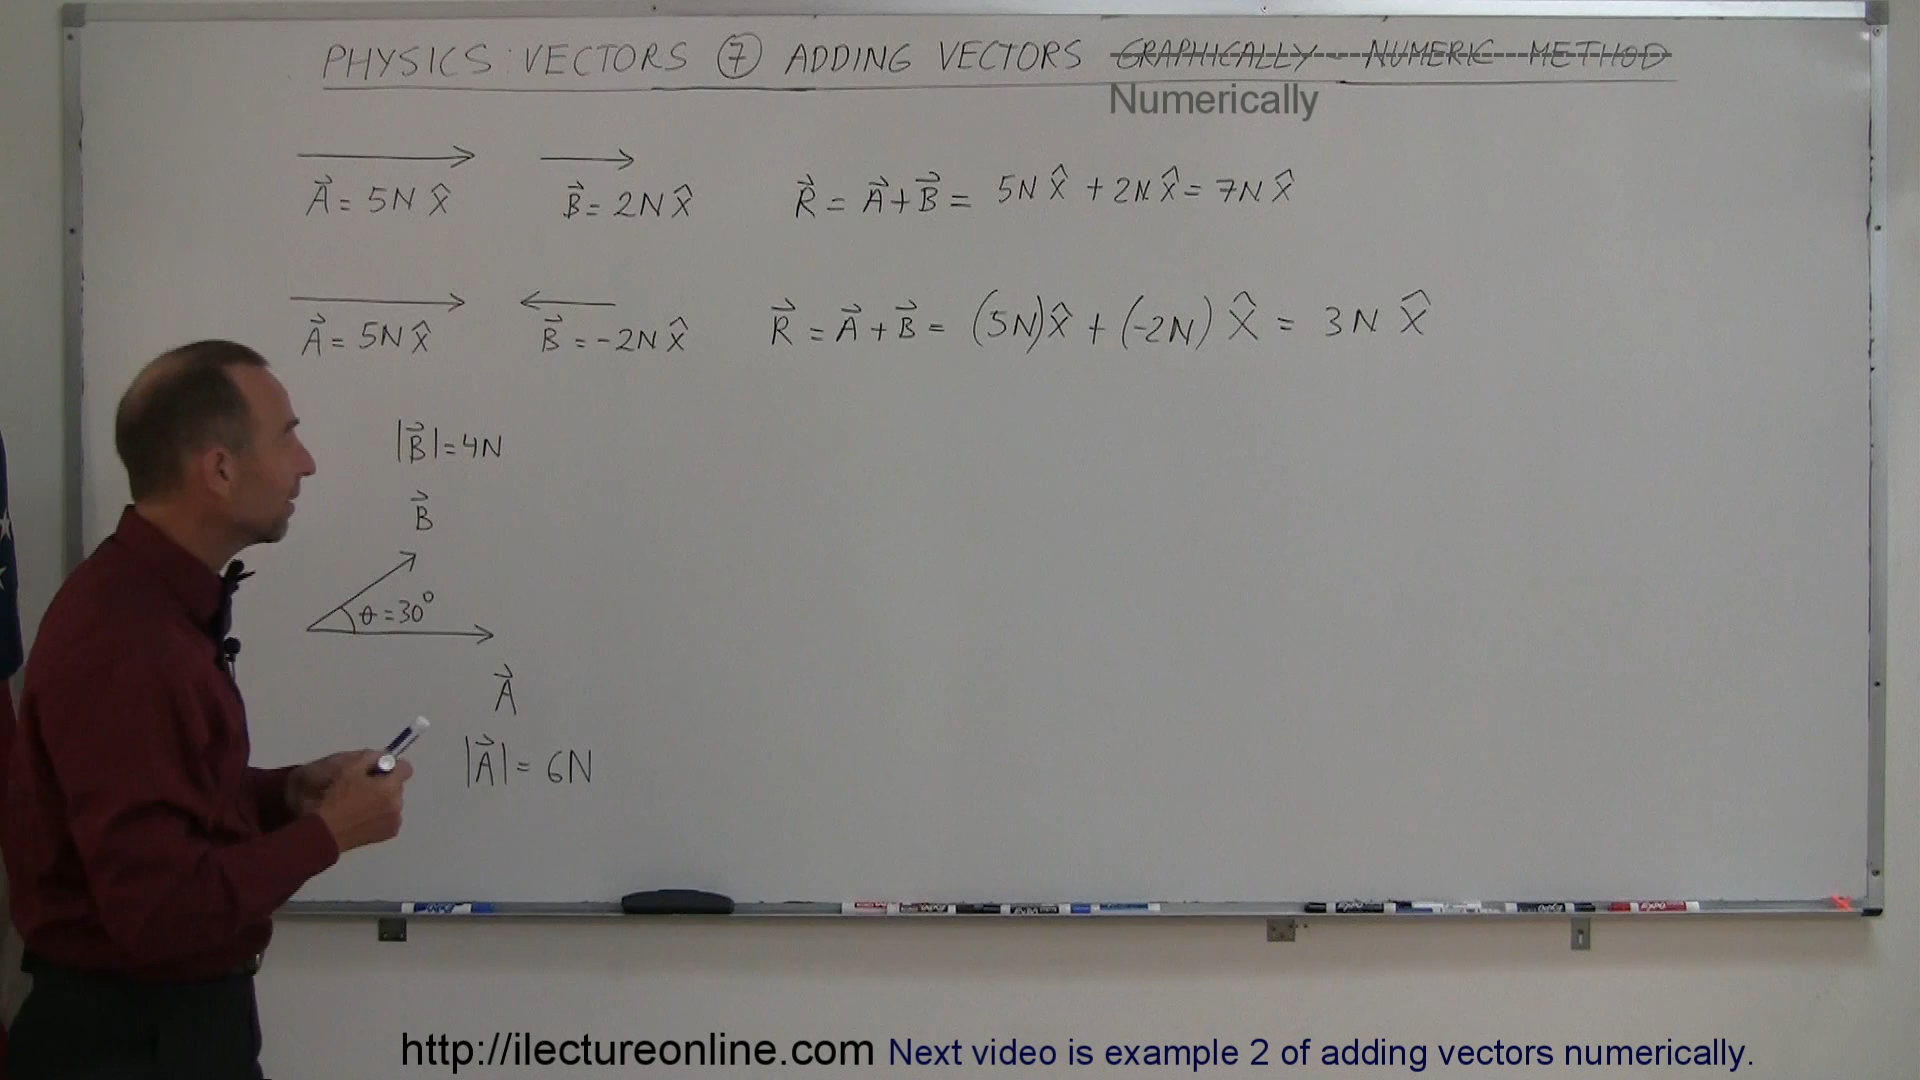 PHYSICS: VECTORS ⑦ ADDING VECTORS GRAPHICALLY - NUMERIC METHOD
Numerically
A⃗ = 5N x̂ B⃗ = 2N x̂ R⃗ = A⃗ + B⃗ = 5N x̂ + 2N x̂ = 7N x̂
A⃗ = 5N x̂ B⃗ = -2N x̂ R⃗ = A⃗ + B⃗ = (5N) x̂ + (-2N) x̂ = 3N x̂
|B⃗| = 4N
B⃗
θ = 30°
A⃗
|A⃗| = 6N
http://ilectureonline.com Next video is example 2 of adding vectors numerically.